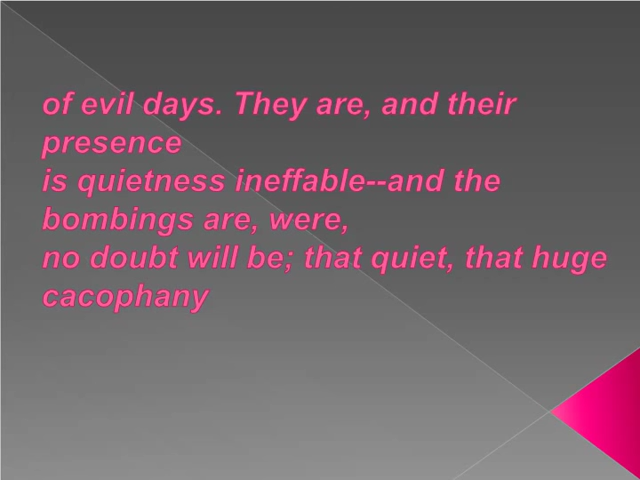 of evil days. They are, and their
presence
is quietness ineffable--and the
bombings are, were,
no doubt will be; that quiet, that huge
cacophany